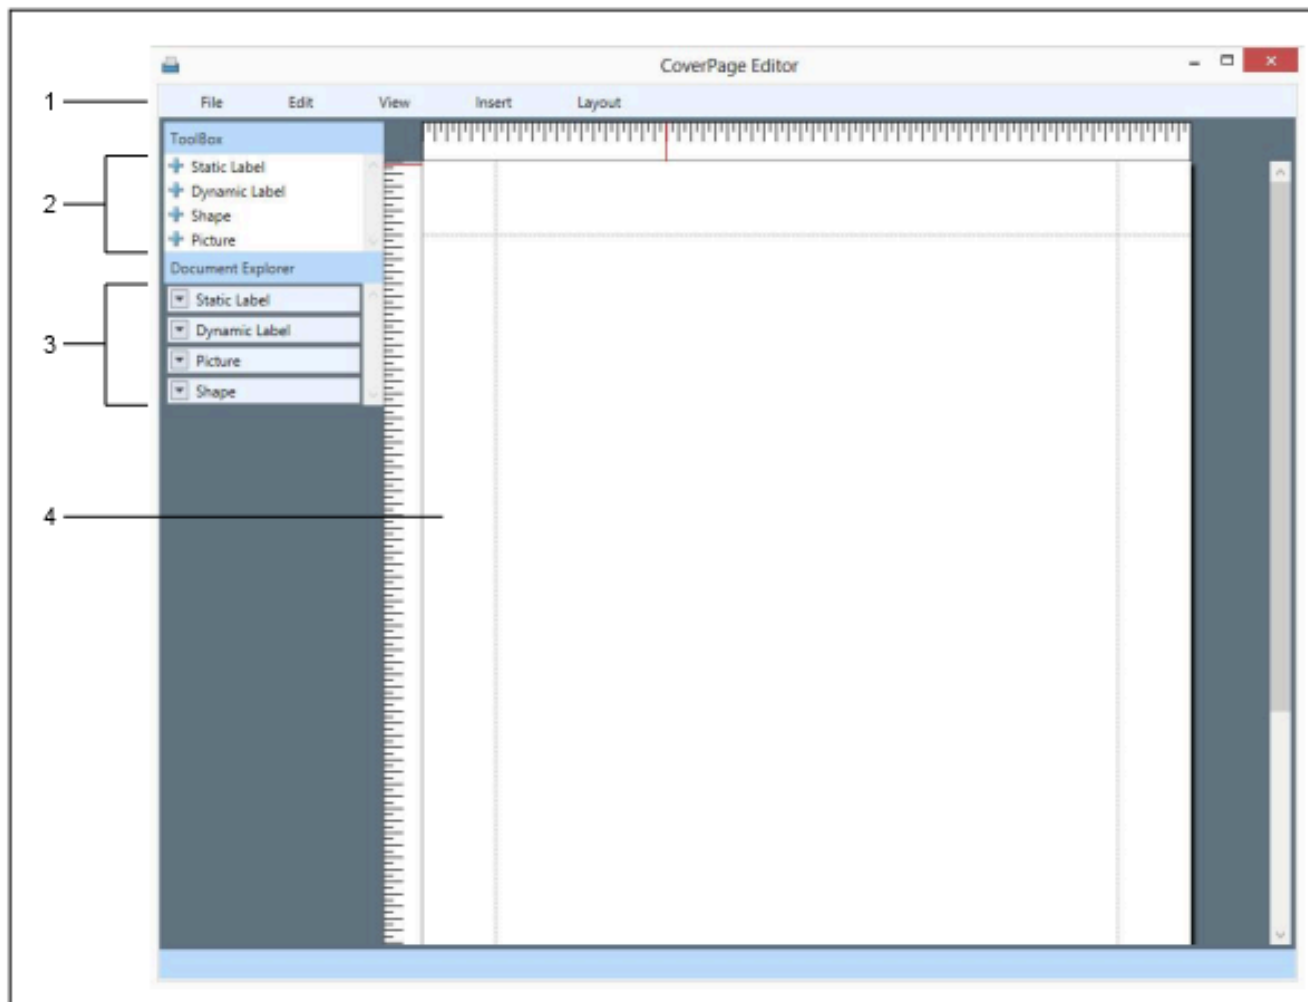 CoverPage Editor
1 File Edit View Insert Layout
ToolBox
2
Static Label
Dynamic Label
Shape
Picture
Document Explorer
3
Static Label
Dynamic Label
Picture
Shape
4